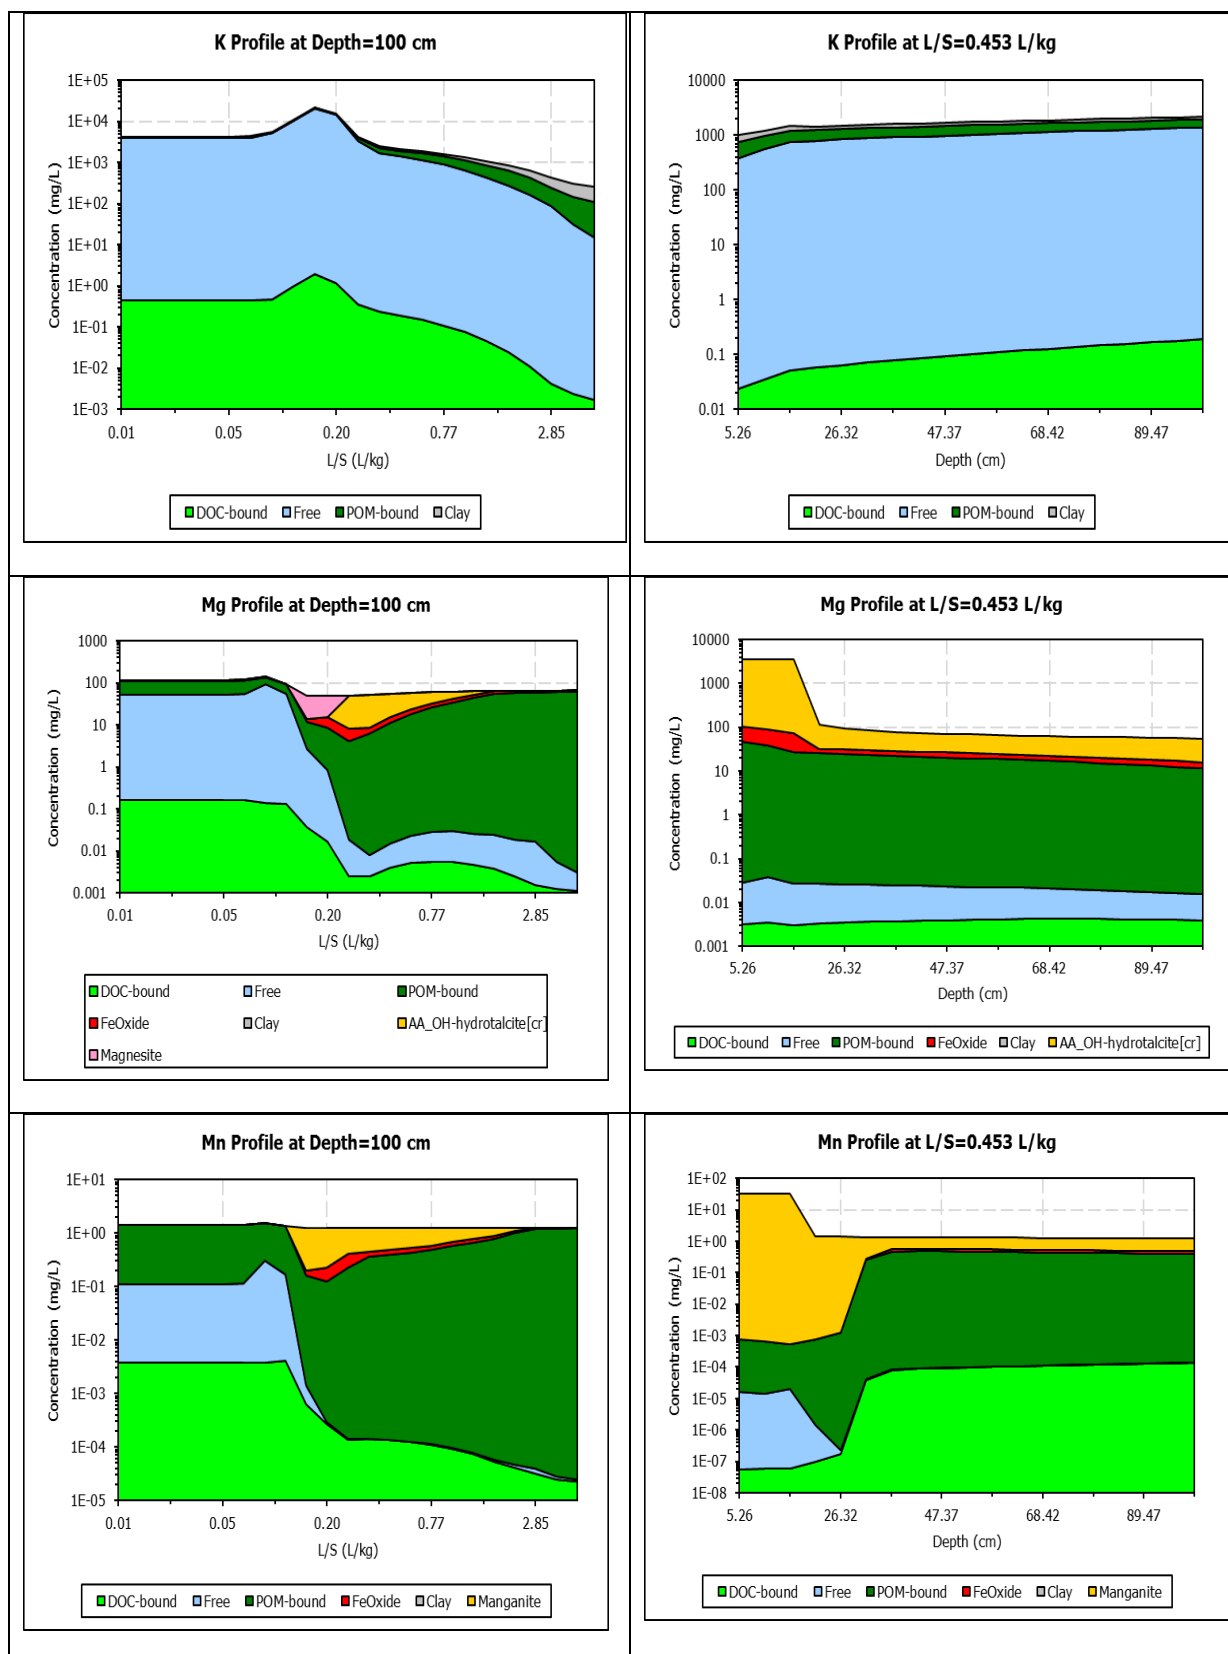 K Profile at Depth=100 cm
Concentration (mg/L)
1E+05
1E+04
1E+03
1E+02
1E+01
1E+00
1E-01
1E-02
1E-03
0.01 0.05 0.20 0.77 2.85
L/S (L/kg)
DOC-bound Free POM-bound Clay
K Profile at L/S=0.453 L/kg
Concentration (mg/L)
10000
1000
100
10
1
0.1
0.01
5.26 26.32 47.37 68.42 89.47
Depth (cm)
DOC-bound Free POM-bound Clay
Mg Profile at Depth=100 cm
Concentration (mg/L)
1000
100
10
1
0.1
0.01
0.001
0.01 0.05 0.20 0.77 2.85
L/S (L/kg)
DOC-bound Free POM-bound
FeOxide Clay AA_OH-hydrotalcite[cr]
Magnesite
Mg Profile at L/S=0.453 L/kg
Concentration (mg/L)
10000
1000
100
10
1
0.1
0.01
0.001
5.26 26.32 47.37 68.42 89.47
Depth (cm)
DOC-bound Free POM-bound FeOxide Clay AA_OH-hydrotalcite[cr]
Mn Profile at Depth=100 cm
Concentration (mg/L)
1E+01
1E+00
1E-01
1E-02
1E-03
1E-04
1E-05
0.01 0.05 0.20 0.77 2.85
L/S (L/kg)
DOC-bound Free POM-bound FeOxide Clay Manganite
Mn Profile at L/S=0.453 L/kg
Concentration (mg/L)
1E+02
1E+01
1E+00
1E-01
1E-02
1E-03
1E-04
1E-05
1E-06
1E-07
1E-08
5.26 26.32 47.37 68.42 89.47
Depth (cm)
DOC-bound Free POM-bound FeOxide Clay Manganite